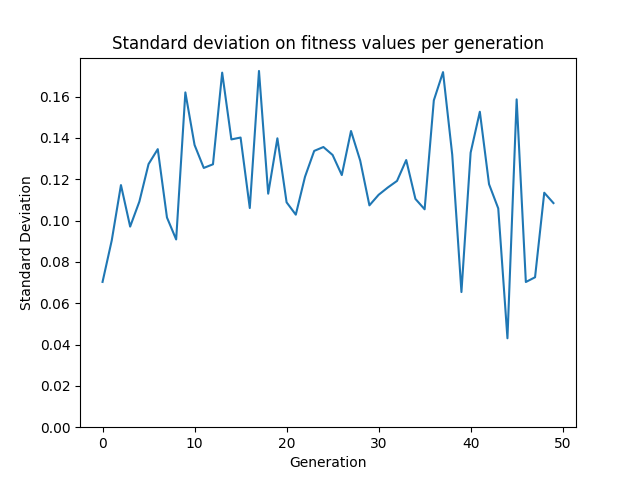 Standard deviation on fitness values per generation
Standard Deviation
0.16
0.14
0.12
0.10
0.08
0.06
0.04
0.02
0.00
0 10 20 30 40 50
Generation